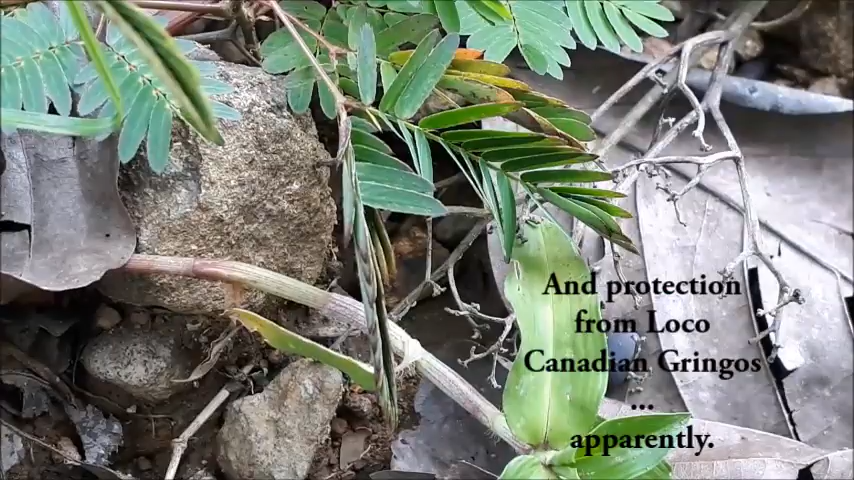 And protection
from Loco
Canadian Gringos
...
apparently.